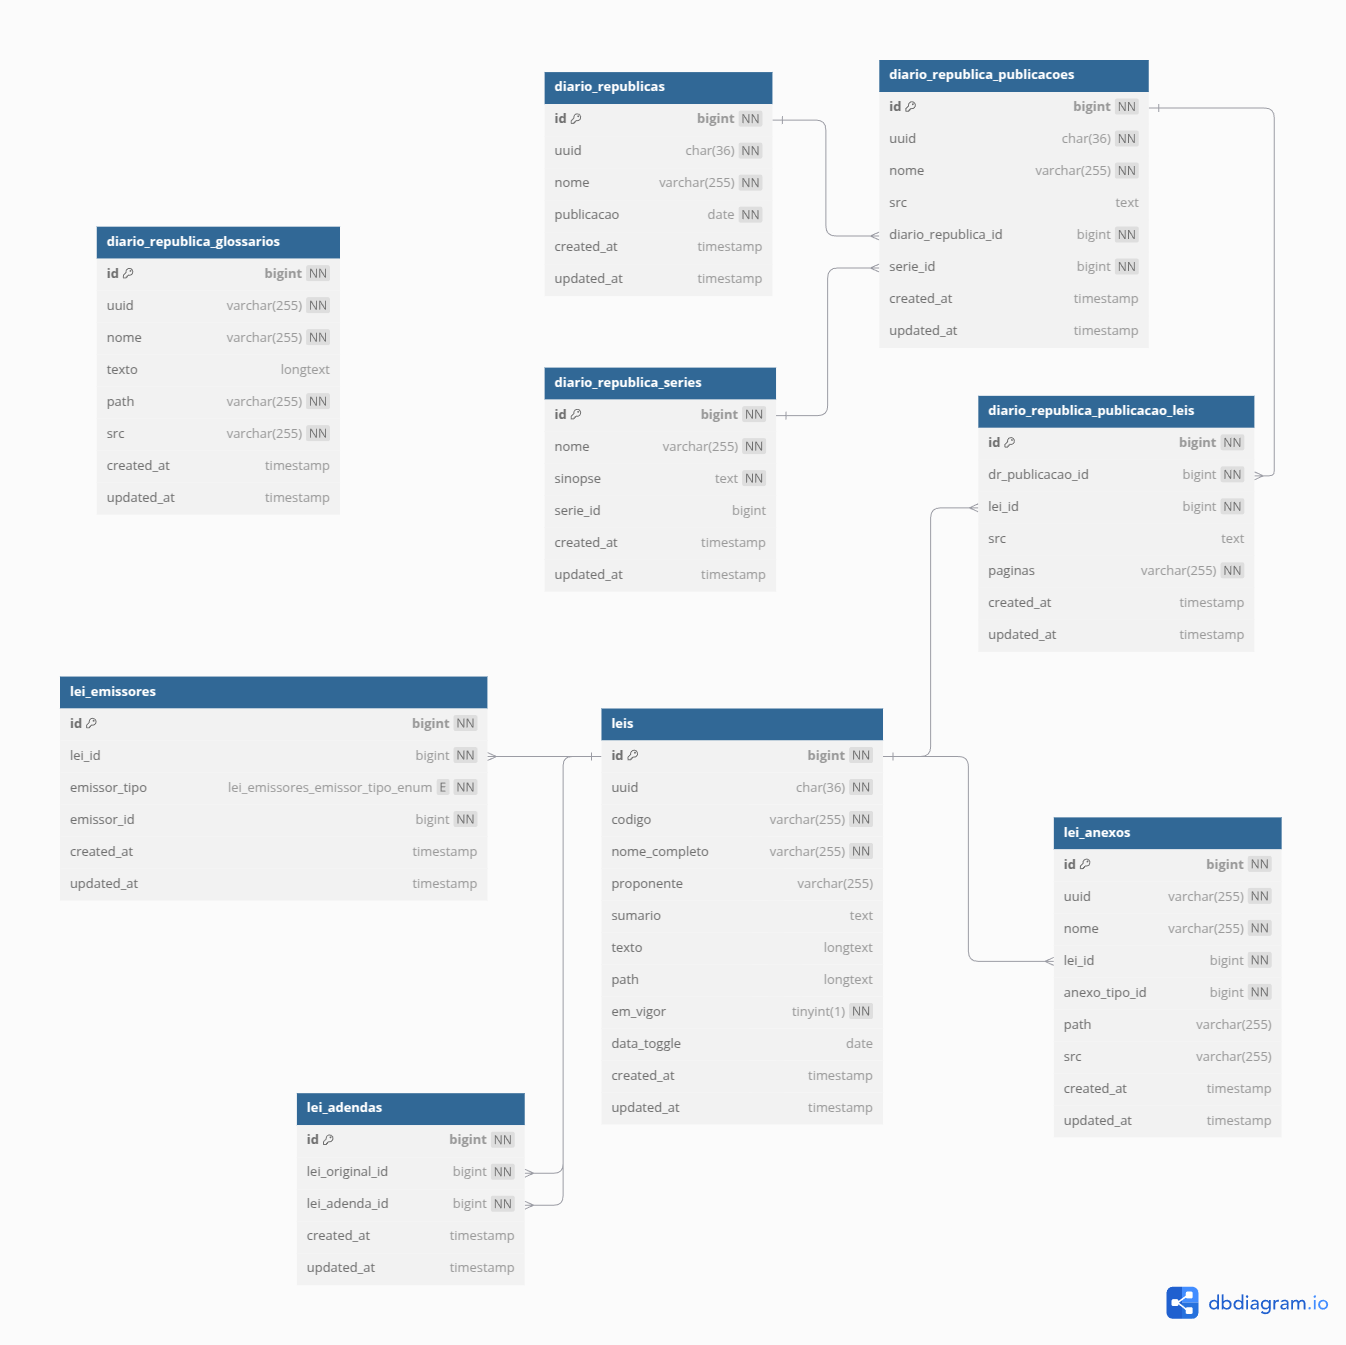 diario_republicas
id bigint NN
uuid char(36) NN
nome varchar(255) NN
publicacao date NN
created_at timestamp
updated_at timestamp
diario_republica_publicacoes
id bigint NN
uuid char(36) NN
nome varchar(255) NN
src text
diario_republica_id bigint NN
serie_id bigint NN
created_at timestamp
updated_at timestamp
diario_republica_glossarios
id bigint NN
uuid varchar(255) NN
nome varchar(255) NN
texto longtext
path varchar(255) NN
src varchar(255) NN
created_at timestamp
updated_at timestamp
diario_republica_series
id bigint NN
nome varchar(255) NN
sinopse text NN
serie_id bigint
created_at timestamp
updated_at timestamp
diario_republica_publicacao_leis
id bigint NN
dr_publicacao_id bigint NN
lei_id bigint NN
src text
paginas varchar(255) NN
created_at timestamp
updated_at timestamp
lei_emissores
id bigint NN
lei_id bigint NN
emissor_tipo lei_emissores_emissor_tipo_enum E NN
emissor_id bigint NN
created_at timestamp
updated_at timestamp
leis
id bigint NN
uuid char(36) NN
codigo varchar(255) NN
nome_completo varchar(255) NN
proponente varchar(255)
sumario text
texto longtext
path longtext
em_vigor tinyint(1) NN
data_toggle date
created_at timestamp
updated_at timestamp
lei_anexos
id bigint NN
uuid varchar(255) NN
nome varchar(255) NN
lei_id bigint NN
anexo_tipo_id bigint NN
path varchar(255)
src varchar(255)
created_at timestamp
updated_at timestamp
lei_adendas
id bigint NN
lei_original_id bigint NN
lei_adenda_id bigint NN
created_at timestamp
updated_at timestamp
dbdiagram.io